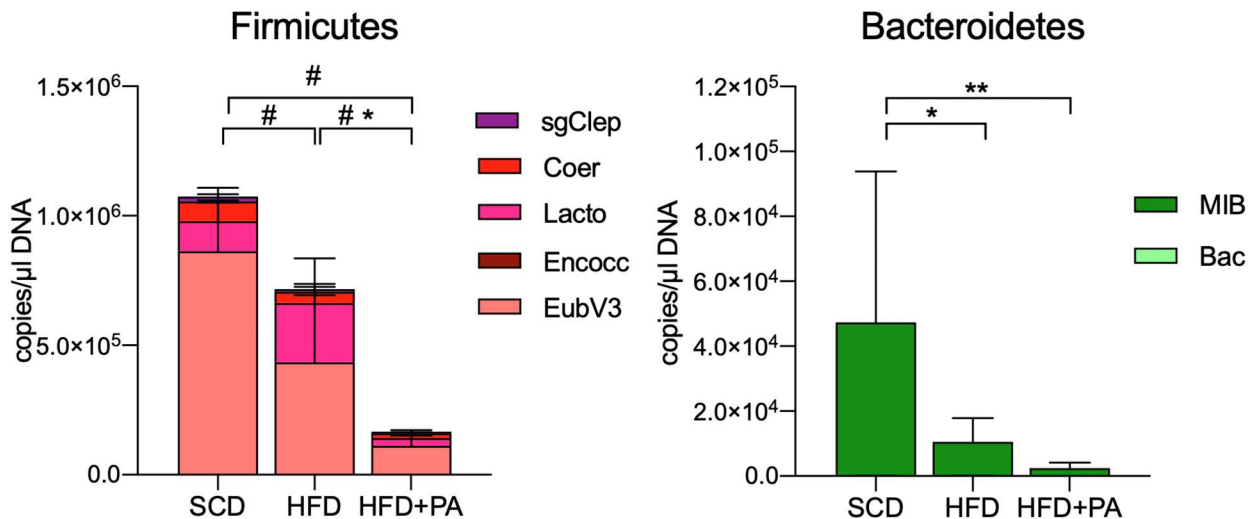 Firmicutes
copies/µl DNA
1.5×10⁶
1.0×10⁶
5.0×10⁵
0.0
#
#
# *
SCD
HFD
HFD+PA
sgClep
Coer
Lacto
Encocc
EubV3
Bacteroidetes
copies/µl DNA
1.2×10⁵
1.0×10⁵
8.0×10⁴
6.0×10⁴
4.0×10⁴
2.0×10⁴
0.0
**
*
SCD
HFD
HFD+PA
MIB
Bac